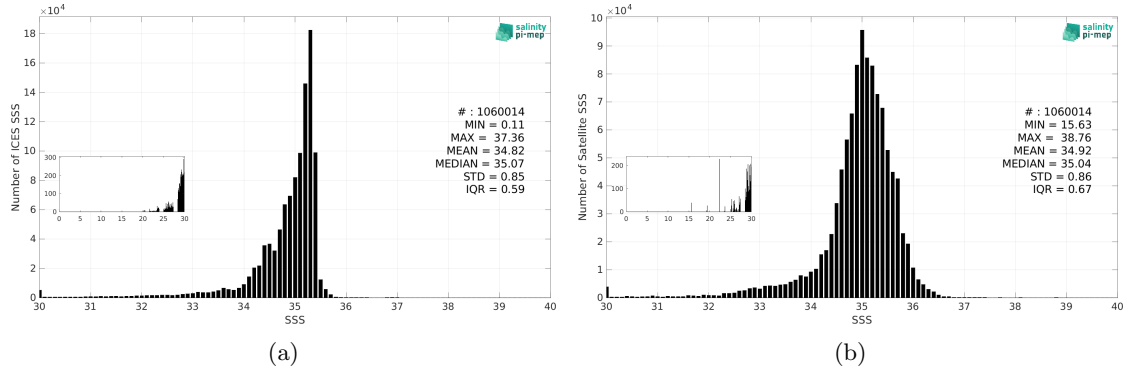 ×10⁴
18
16
14
12
10
8
6
4
2
0
Number of ICES SSS
salinity
pi-mep
# : 1060014
MIN = 0.11
MAX = 37.36
MEAN = 34.82
MEDIAN = 35.07
STD = 0.85
IQR = 0.59
300
200
100
0
0 5 10 15 20 25 30
30 31 32 33 34 35 36 37 38 39 40
SSS
(a)
×10⁴
10
9
8
7
6
5
4
3
2
1
0
Number of Satellite SSS
salinity
pi-mep
# : 1060014
MIN = 15.63
MAX = 38.76
MEAN = 34.92
MEDIAN = 35.04
STD = 0.86
IQR = 0.67
200
100
0
0 5 10 15 20 25 30
30 31 32 33 34 35 36 37 38 39 40
SSS
(b)